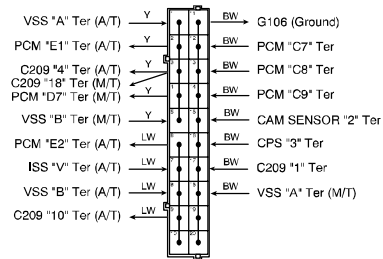 VSS "A" Ter (A/T) Y BW G106 (Ground)
PCM "E1" Ter (A/T) Y BW PCM "C7" Ter
C209 "4" Ter (A/T) Y BW PCM "C8" Ter
C209 "18" Ter (M/T)
PCM "D7" Ter (M/T) BW PCM "C9" Ter
VSS "B" Ter (M/T) Y BW CAM SENSOR "2" Ter
PCM "E2" Ter (A/T) LW BW CPS "3" Ter
ISS "V" Ter (A/T) LW BW C209 "1" Ter
VSS "B" Ter (A/T) LW BW VSS "A" Ter (M/T)
C209 "10" Ter (A/T) LW